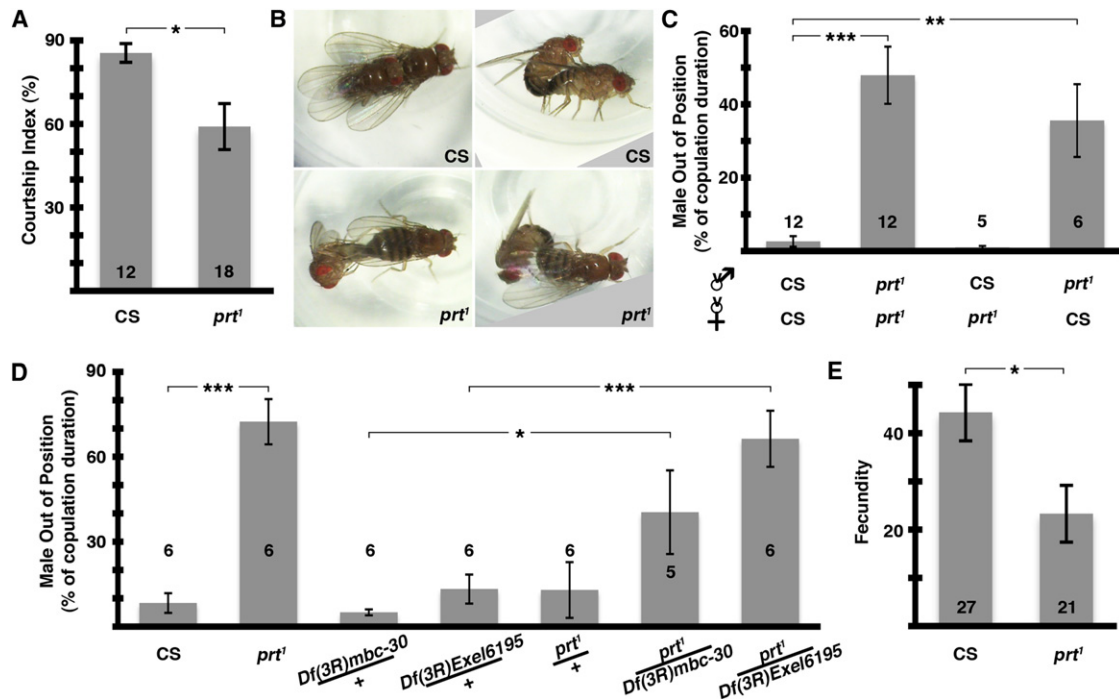 A
Courtship Index (%)
90
60
30
*
12
18
CS
prt¹
B
CS
CS
prt¹
prt¹
C
Male Out of Position
(% of copulation duration)
60
40
20
***
**
12
12
5
6
CS
prt¹
CS
prt¹
CS
prt¹
prt¹
CS
D
Male Out of Position
(% of copulation duration)
90
60
30
***
***
*
6
6
6
6
6
5
6
CS
prt¹
Df(3R)mbc-30
+
Df(3R)Exel6195
+
prt¹
+
prt¹
Df(3R)mbc-30
prt¹
Df(3R)Exel6195
E
Fecundity
40
20
*
27
21
CS
prt¹